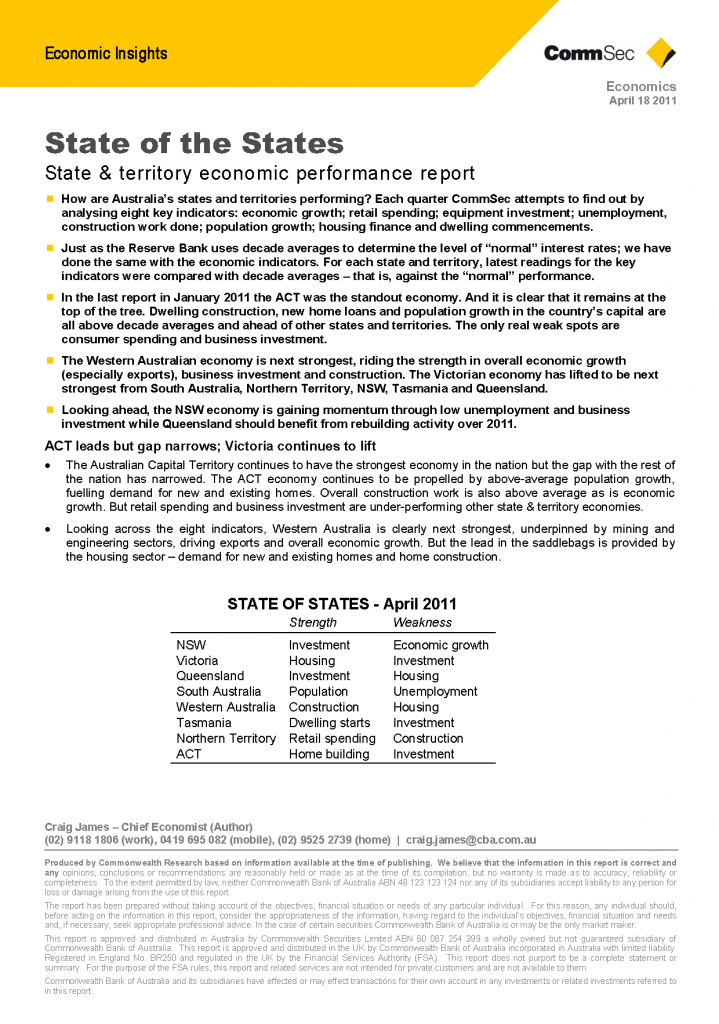 Economic Insights
CommSec
Economics
April 18 2011
State of the States
State & territory economic performance report
How are Australia's states and territories performing? Each quarter CommSec attempts to find out by
analysing eight key indicators: economic growth; retail spending; equipment investment; unemployment,
construction work done; population growth; housing finance and dwelling commencements.
Just as the Reserve Bank uses decade averages to determine the level of "normal" interest rates; we have
done the same with the economic indicators. For each state and territory, latest readings for the key
indicators were compared with decade averages – that is, against the "normal" performance.
In the last report in January 2011 the ACT was the standout economy. And it is clear that it remains at the
top of the tree. Dwelling construction, new home loans and population growth in the country's capital are
all above decade averages and ahead of other states and territories. The only real weak spots are
consumer spending and business investment.
The Western Australian economy is next strongest, riding the strength in overall economic growth
(especially exports), business investment and construction. The Victorian economy has lifted to be next
strongest from South Australia, Northern Territory, NSW, Tasmania and Queensland.
Looking ahead, the NSW economy is gaining momentum through low unemployment and business
investment while Queensland should benefit from rebuilding activity over 2011.
ACT leads but gap narrows; Victoria continues to lift
• The Australian Capital Territory continues to have the strongest economy in the nation but the gap with the rest of
the nation has narrowed. The ACT economy continues to be propelled by above-average population growth,
fuelling demand for new and existing homes. Overall construction work is also above average as is economic
growth. But retail spending and business investment are under-performing other state & territory economies.
• Looking across the eight indicators, Western Australia is clearly next strongest, underpinned by mining and
engineering sectors, driving exports and overall economic growth. But the lead in the saddlebags is provided by
the housing sector – demand for new and existing homes and home construction.
STATE OF STATES - April 2011
Strength Weakness
NSW Investment Economic growth
Victoria Housing Investment
Queensland Investment Housing
South Australia Population Unemployment
Western Australia Construction Housing
Tasmania Dwelling starts Investment
Northern Territory Retail spending Construction
ACT Home building Investment
Craig James – Chief Economist (Author)
(02) 9118 1806 (work), 0419 695 082 (mobile), (02) 9525 2739 (home) | craig.james@cba.com.au
Produced by Commonwealth Research based on information available at the time of publishing. We believe that the information in this report is correct and
any opinions, conclusions or recommendations are reasonably held or made as at the time of its compilation, but no warranty is made as to accuracy, reliability or
completeness. To the extent permitted by law, neither Commonwealth Bank of Australia ABN 48 123 123 124 nor any of its subsidiaries accept liability to any person for
loss or damage arising from the use of this report.
The report has been prepared without taking account of the objectives, financial situation or needs of any particular individual. For this reason, any individual should,
before acting on the information in this report, consider the appropriateness of the information, having regard to the individual's objectives, financial situation and needs
and, if necessary, seek appropriate professional advice. In the case of certain securities Commonwealth Bank of Australia is or may be the only market maker.
This report is approved and distributed in Australia by Commonwealth Securities Limited ABN 60 067 254 399 a wholly owned but not guaranteed subsidiary of
Commonwealth Bank of Australia. This report is approved and distributed in the UK by Commonwealth Bank of Australia incorporated in Australia with limited liability.
Registered in England No. BR250 and regulated in the UK by the Financial Services Authority (FSA). This report does not purport to be a complete statement or
summary. For the purpose of the FSA rules, this report and related services are not intended for private customers and are not available to them.
Commonwealth Bank of Australia and its subsidiaries have effected or may effect transactions for their own account in any investments or related investments referred to
in this report.